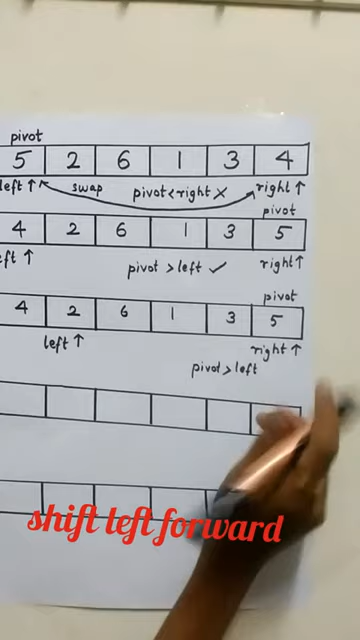 pivot
5 2 6 1 3 4
left ↑ swap pivot < right ✗ right ↑
pivot
4 2 6 1 3 5
left ↑ pivot > left ✓ right ↑
pivot
4 2 6 1 3 5
left ↑ right ↑
pivot > left
shift left forward